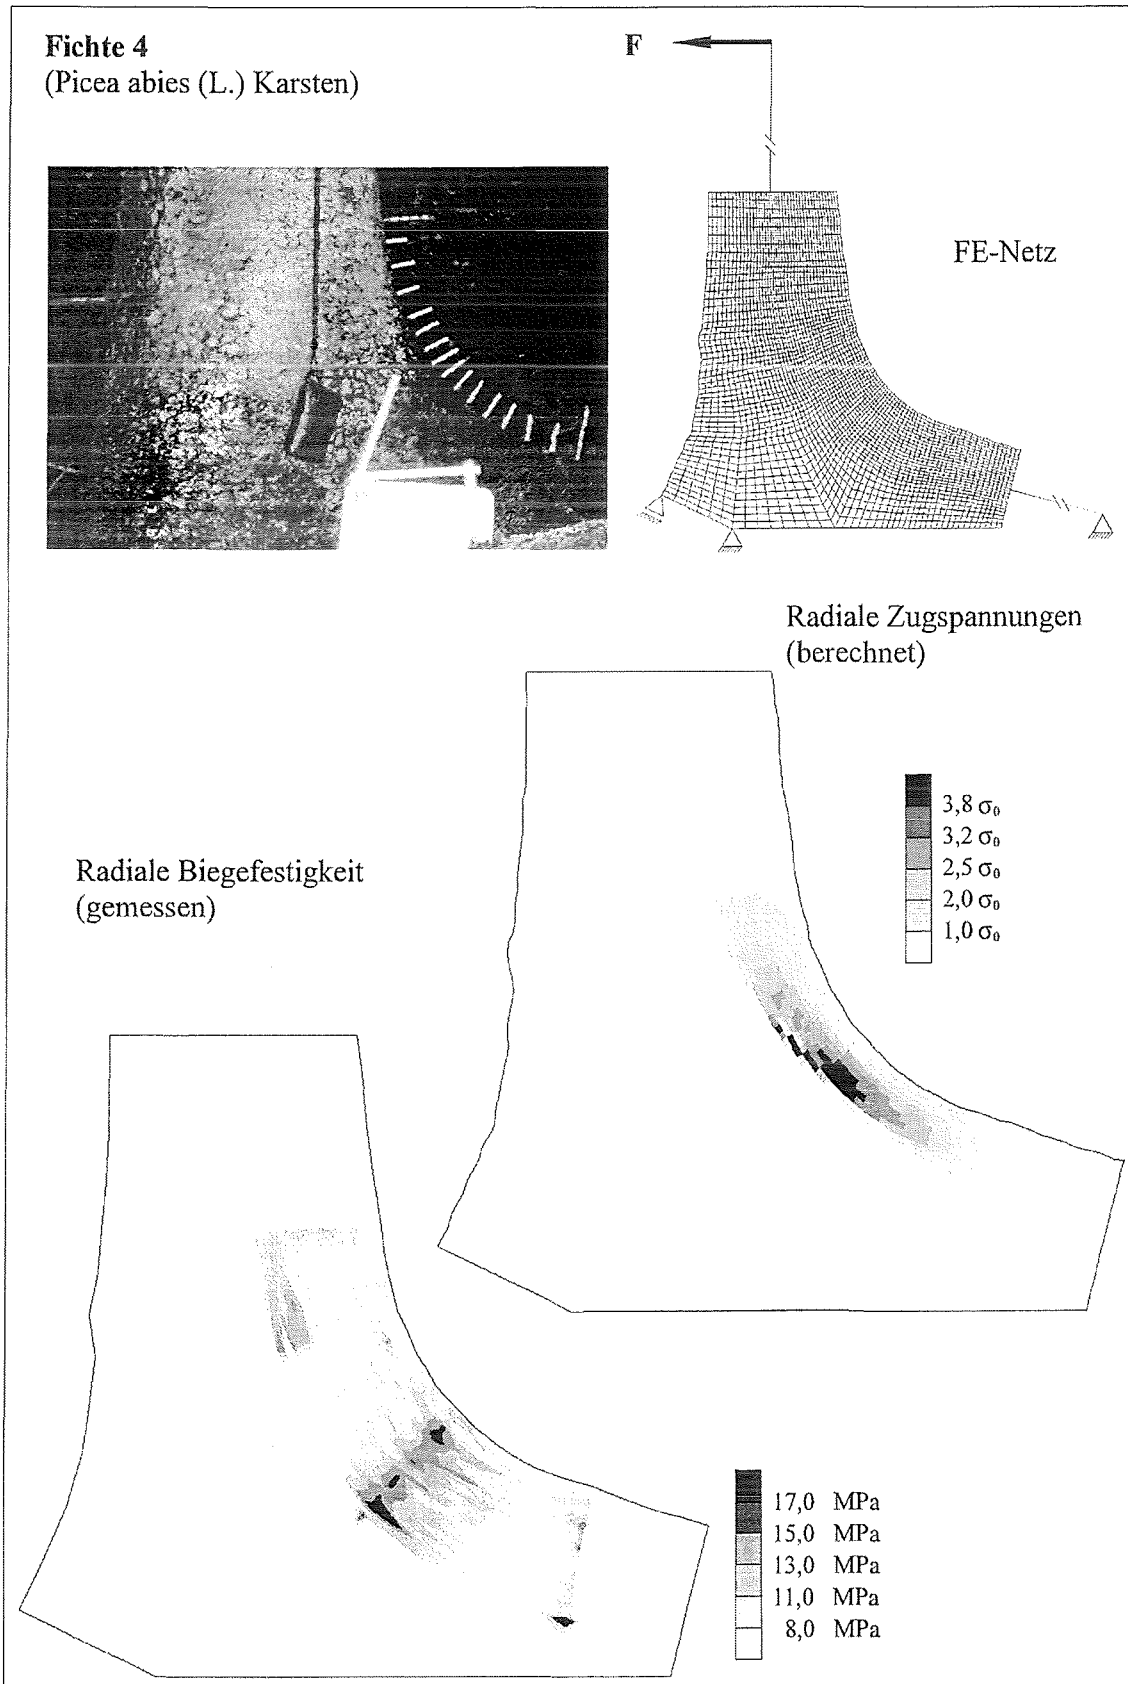 Fichte 4
(Picea abies (L.) Karsten)
F
FE-Netz
Radiale Zugspannungen
(berechnet)
3,8 σ₀
3,2 σ₀
2,5 σ₀
2,0 σ₀
1,0 σ₀
Radiale Biegefestigkeit
(gemessen)
17,0 MPa
15,0 MPa
13,0 MPa
11,0 MPa
8,0 MPa